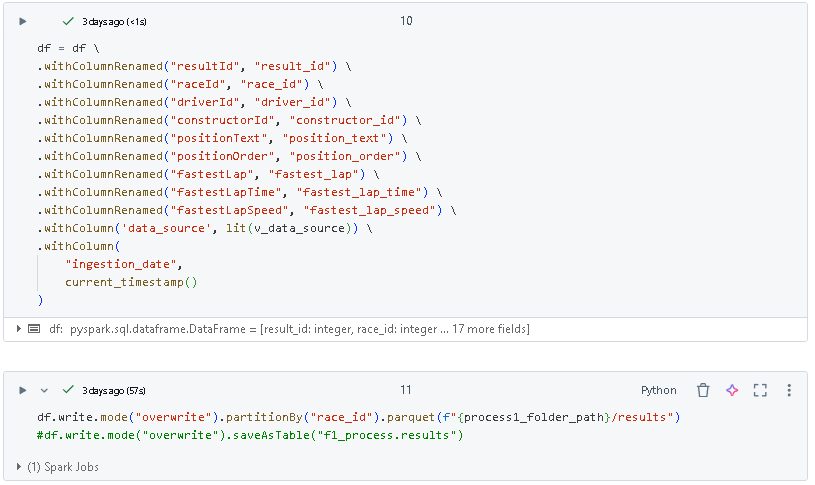 3 days ago (<1s)
10
df = df \
.withColumnRenamed("resultId", "result_id") \
.withColumnRenamed("raceId", "race_id") \
.withColumnRenamed("driverId", "driver_id") \
.withColumnRenamed("constructorId", "constructor_id") \
.withColumnRenamed("positionText", "position_text") \
.withColumnRenamed("positionOrder", "position_order") \
.withColumnRenamed("fastestLap", "fastest_lap") \
.withColumnRenamed("fastestLapTime", "fastest_lap_time") \
.withColumnRenamed("fastestLapSpeed", "fastest_lap_speed") \
.withColumn('data_source', lit(v_data_source)) \
.withColumn(
    "ingestion_date",
    current_timestamp()
)
df: pyspark.sql.dataframe.DataFrame = [result_id: integer, race_id: integer ... 17 more fields]
3 days ago (57s)
11
Python
df.write.mode("overwrite").partitionBy("race_id").parquet(f"{process1_folder_path}/results")
#df.write.mode("overwrite").saveAsTable("f1_process.results")
(1) Spark Jobs